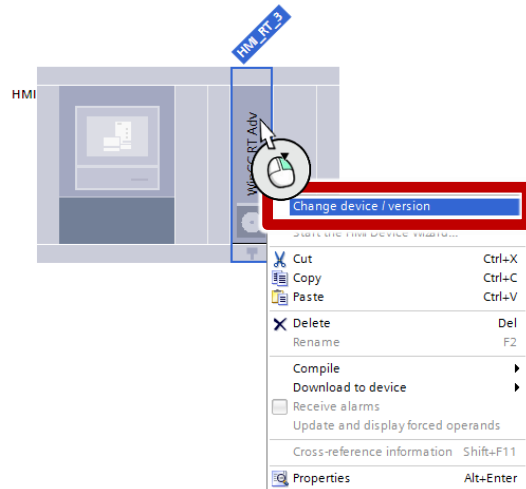 HMI_RT_3
HMI
WinCC RT Adv
Change device / version
Start the HMI Device Wizard...
Cut Ctrl+X
Copy Ctrl+C
Paste Ctrl+V
Delete Del
Rename F2
Compile
Download to device
Receive alarms
Update and display forced operands
Cross-reference information Shift+F11
Properties Alt+Enter